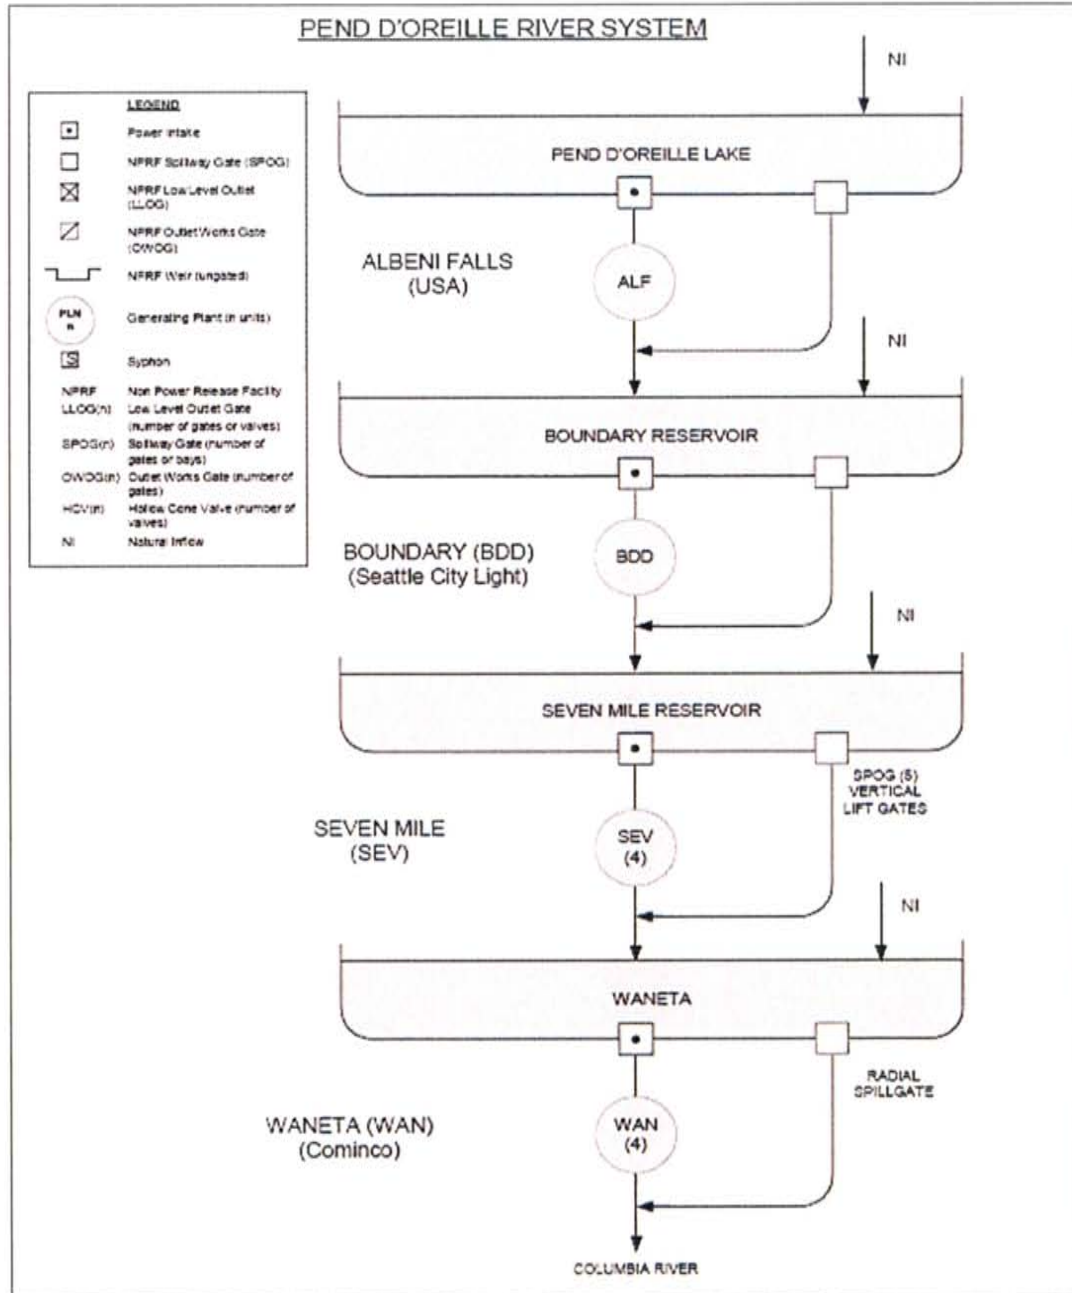 PEND D'OREILLE RIVER SYSTEM
LEGEND
Power Intake
NPRF Spillway Gate (SPOG)
NPRF Low Level Outlet
(LLOG)
NPRF Outlet Works Gate
(OWOG)
NPRF Weir (ungated)
PLN
n
Generating Plant (n units)
S
Syphon
NPRF Non Power Release Facility
LLOG(n) Low Level Outlet Gate
(number of gates or valves)
SPOG(n) Spillway Gate (number of
gates or bays)
OWOG(n) Outlet Works Gate (number of
gates)
HCV(n) Hollow Cone Valve (number of
valves)
NI Natural Inflow
NI
PEND D'OREILLE LAKE
ALBENI FALLS
(USA)
ALF
NI
BOUNDARY RESERVOIR
BOUNDARY (BDD)
(Seattle City Light)
BDD
NI
SEVEN MILE RESERVOIR
SPOG (5)
VERTICAL
LIFT GATES
SEVEN MILE
(SEV)
SEV
(4)
NI
WANETA
RADIAL
SPILLGATE
WANETA (WAN)
(Cominco)
WAN
(4)
COLUMBIA RIVER